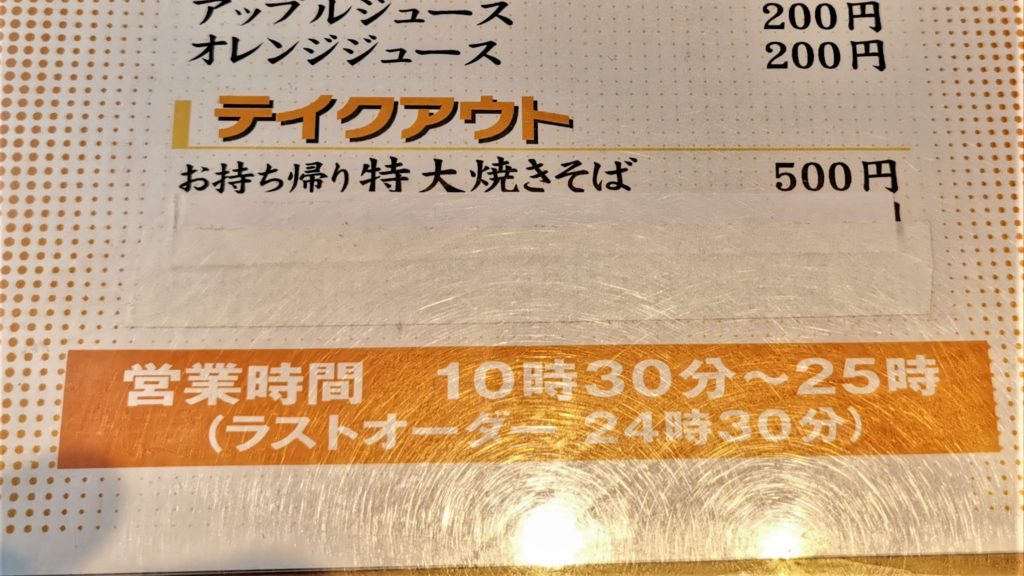 アップルジュース 200円
オレンジジュース 200円
テイクアウト
お持ち帰り特大焼きそば 500円
営業時間 10時30分～25時
(ラストオーダー 24時30分)